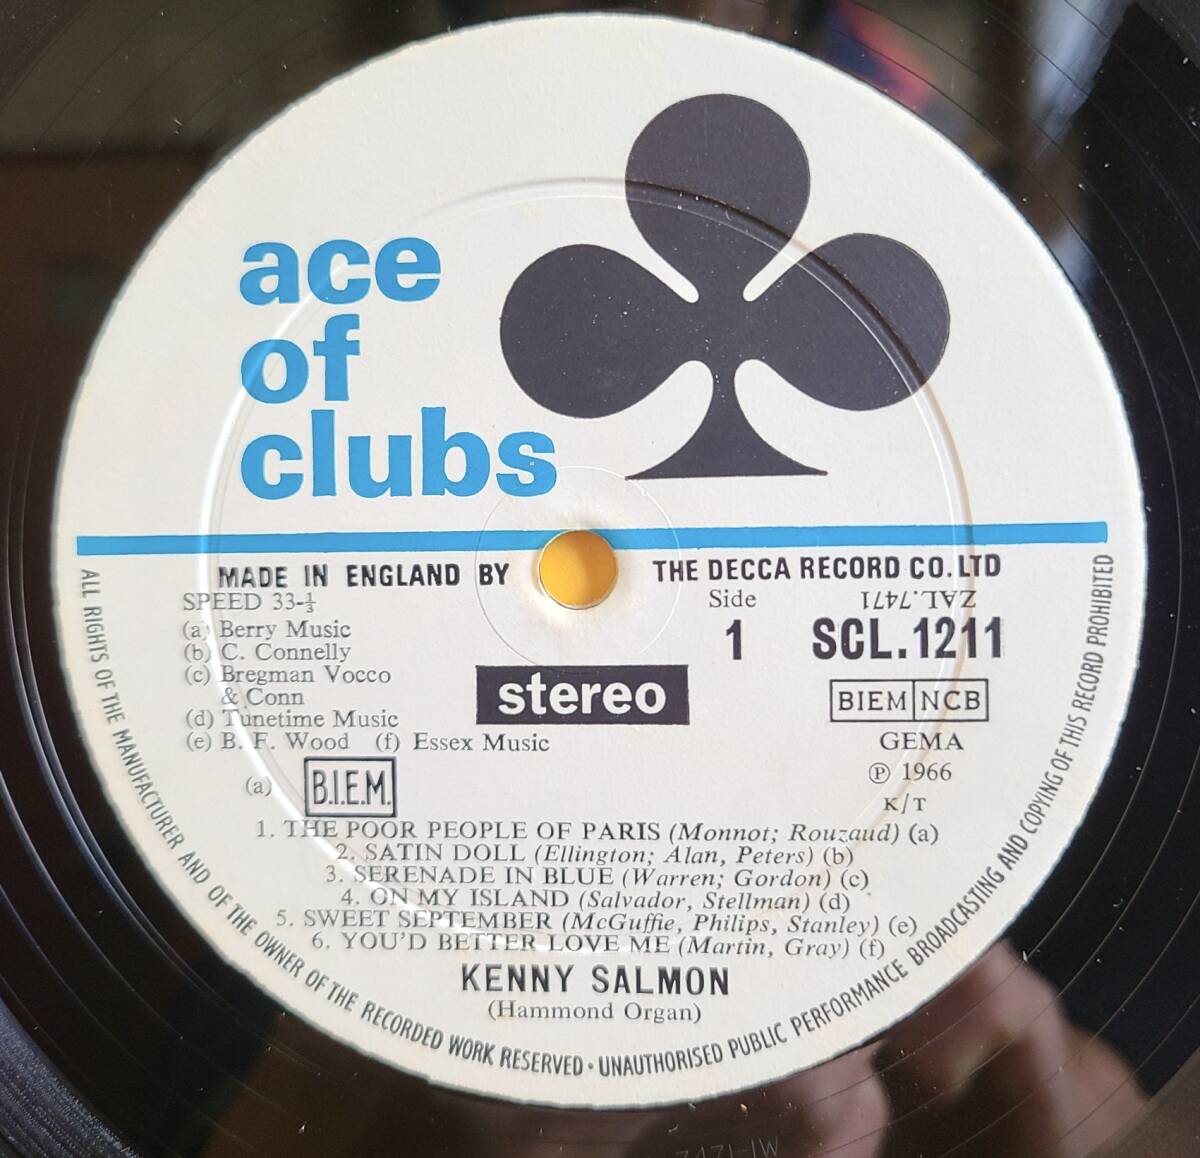 ace
of
clubs
MADE IN ENGLAND BY THE DECCA RECORD CO. LTD
SPEED 33-⅓
(a) Berry Music
(b) C. Connelly
(c) Bregman Vocco
& Conn
(d) Tunetime Music
(e) B. F. Wood (f) Essex Music
(a) B.I.E.M.
stereo
Side
1
ZAL.7471
SCL.1211
BIEM NCB
GEMA
℗ 1966
K/T
1. THE POOR PEOPLE OF PARIS (Monnot; Rouzaud) (a)
2. SATIN DOLL (Ellington; Alan, Peters) (b)
3. SERENADE IN BLUE (Warren; Gordon) (c)
4. ON MY ISLAND (Salvador, Stellman) (d)
5. SWEET SEPTEMBER (McGuffie, Philips, Stanley) (e)
6. YOU'D BETTER LOVE ME (Martin, Gray) (f)
KENNY SALMON
(Hammond Organ)
ALL RIGHTS OF THE MANUFACTURER AND OF THE OWNER OF THE RECORDED WORK RESERVED • UNAUTHORISED PUBLIC PERFORMANCE BROADCASTING AND COPYING OF THIS RECORD PROHIBITED
7471-1W